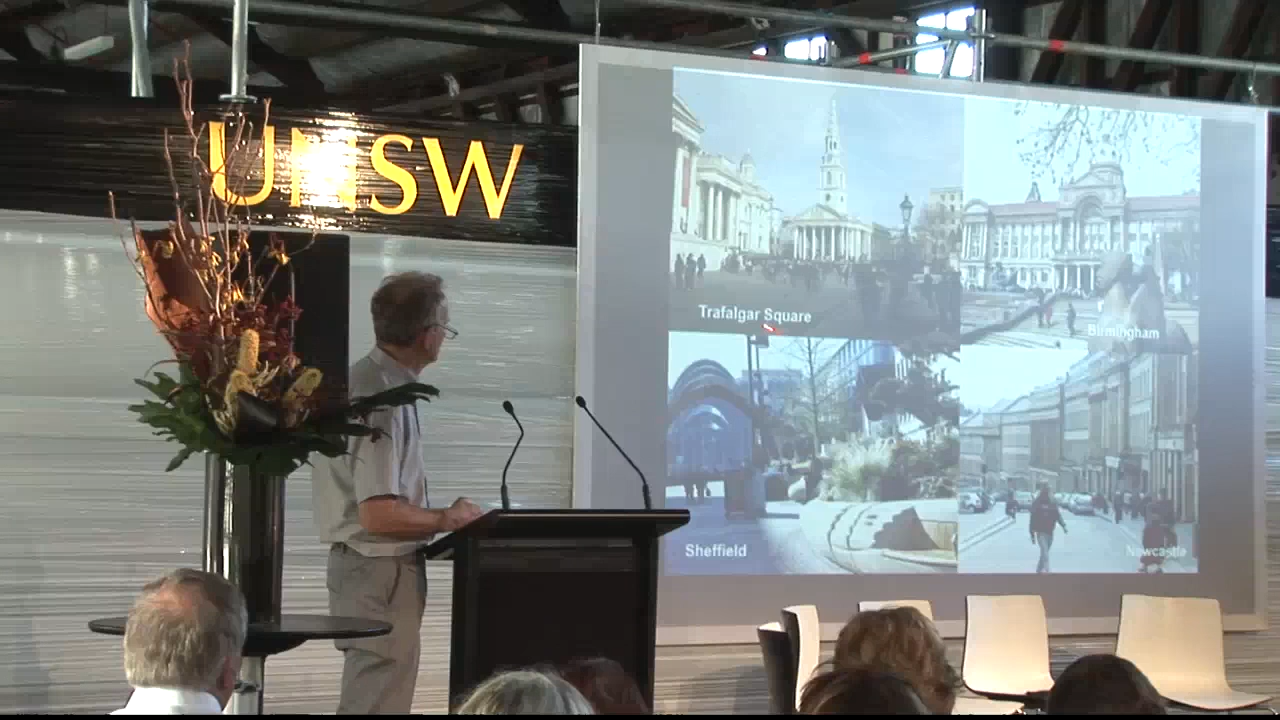 UNSW
Trafalgar Square
Birmingham
Sheffield
Newcastle